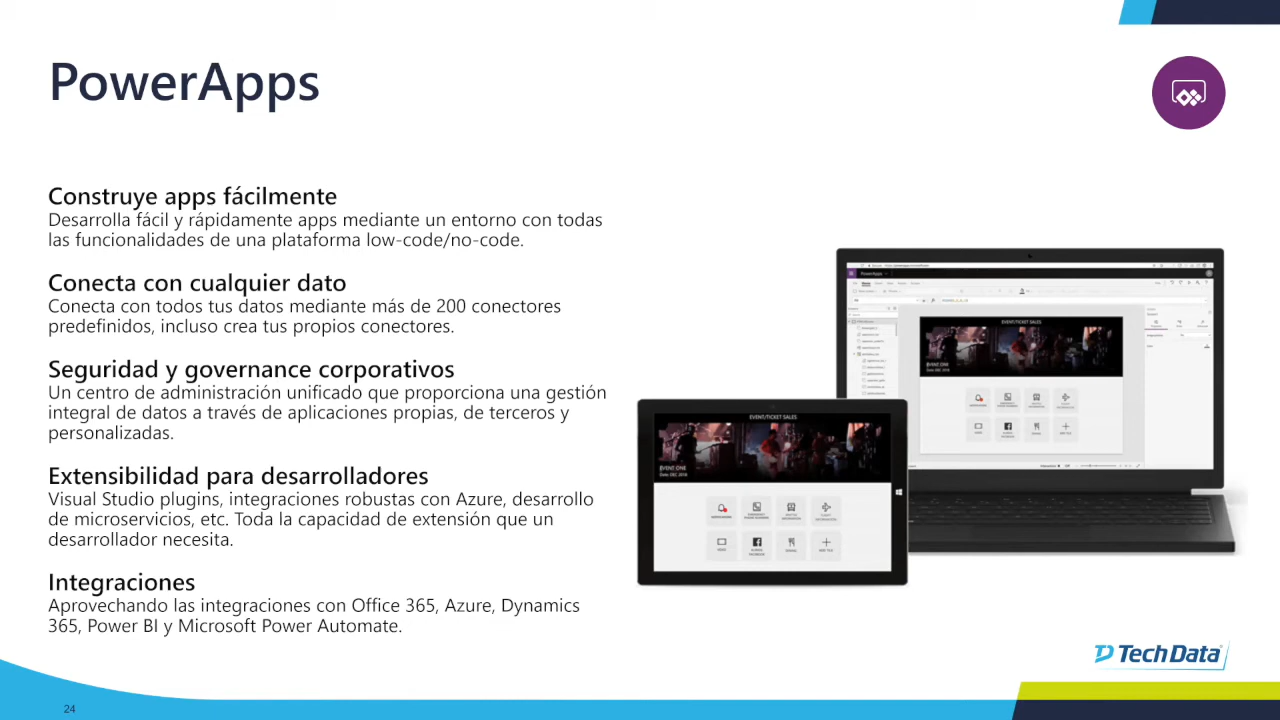 PowerApps
Construye apps fácilmente
Desarrolla fácil y rápidamente apps mediante un entorno con todas
las funcionalidades de una plataforma low-code/no-code.
Conecta con cualquier dato
Conecta con todos tus datos mediante más de 200 conectores
predefinidos, incluso crea tus propios conectores.
Seguridad y governance corporativos
Un centro de administración unificado que proporciona una gestión
integral de datos a través de aplicaciones propias, de terceros y
personalizadas.
Extensibilidad para desarrolladores
Visual Studio plugins, integraciones robustas con Azure, desarrollo
de microservicios, etc. Toda la capacidad de extensión que un
desarrollador necesita.
Integraciones
Aprovechando las integraciones con Office 365, Azure, Dynamics
365, Power BI y Microsoft Power Automate.
PowerApps
EVENT/TICKET SALES
EVENT ONE
EVENT/TICKET SALES
EVENT ONE
Tech Data
24